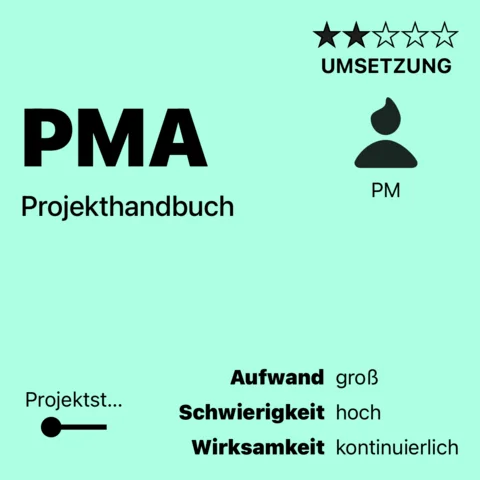 ★★☆☆☆
UMSETZUNG
PMA
Projekthandbuch
PM
Projektst...
Aufwand groß
Schwierigkeit hoch
Wirksamkeit kontinuierlich